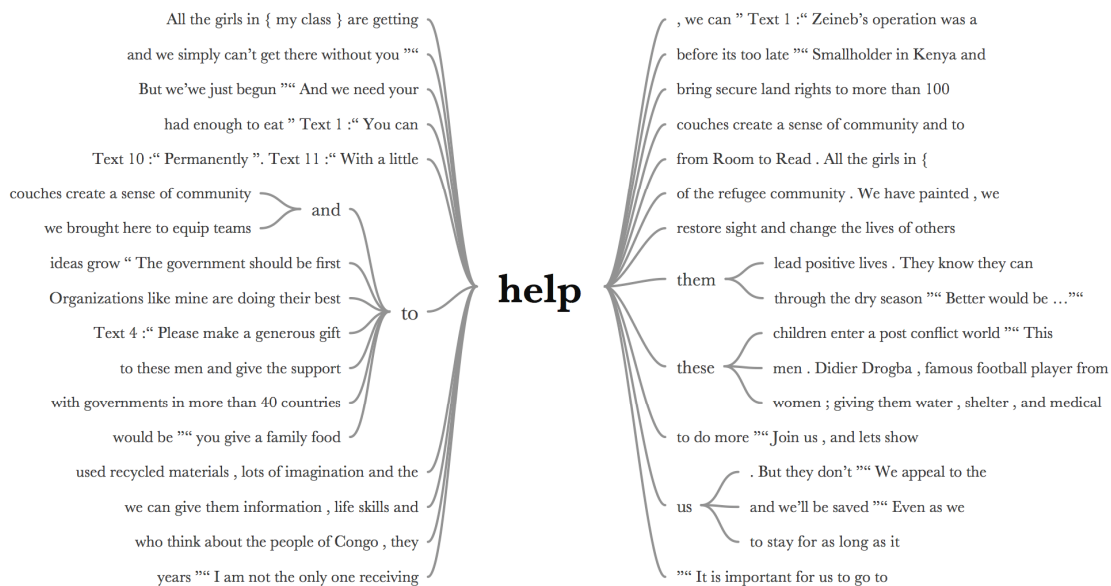 All the girls in { my class } are getting
and we simply can't get there without you ”“
But we'we just begun ”“ And we need your
had enough to eat ” Text 1 :“ You can
Text 10 :“ Permanently ”. Text 11 :“ With a little
couches create a sense of community
we brought here to equip teams
and
ideas grow “ The government should be first
Organizations like mine are doing their best
Text 4 :“ Please make a generous gift
to these men and give the support
with governments in more than 40 countries
would be ”“ you give a family food
to
used recycled materials , lots of imagination and the
we can give them information , life skills and
who think about the people of Congo , they
years ”“ I am not the only one receiving
help
, we can ” Text 1 :“ Zeineb’s operation was a
before its too late ”“ Smallholder in Kenya and
bring secure land rights to more than 100
couches create a sense of community and to
from Room to Read . All the girls in {
of the refugee community . We have painted , we
restore sight and change the lives of others
them
lead positive lives . They know they can
through the dry season ”“ Better would be …”“
these
children enter a post conflict world ”“ This
men . Didier Drogba , famous football player from
women ; giving them water , shelter , and medical
to do more ”“ Join us , and lets show
us
. But they don’t ”“ We appeal to the
and we’ll be saved ”“ Even as we
to stay for as long as it
”“ It is important for us to go to